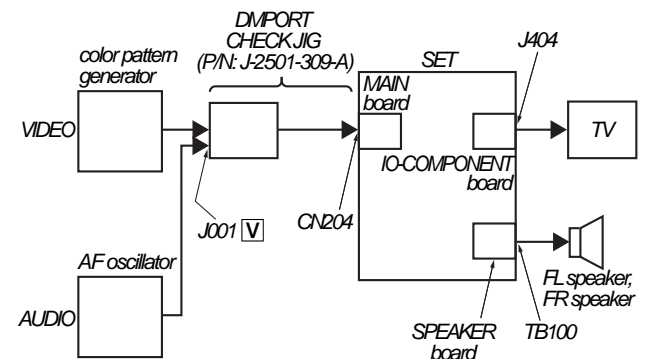 DMPORT
CHECK JIG
(P/N: J-2501-309-A)
color pattern
generator
VIDEO
SET
J404
MAIN
board
TV
IO-COMPONENT
board
J001 V
CN204
AF oscillator
AUDIO
FL speaker,
FR speaker
SPEAKER
board
TB100